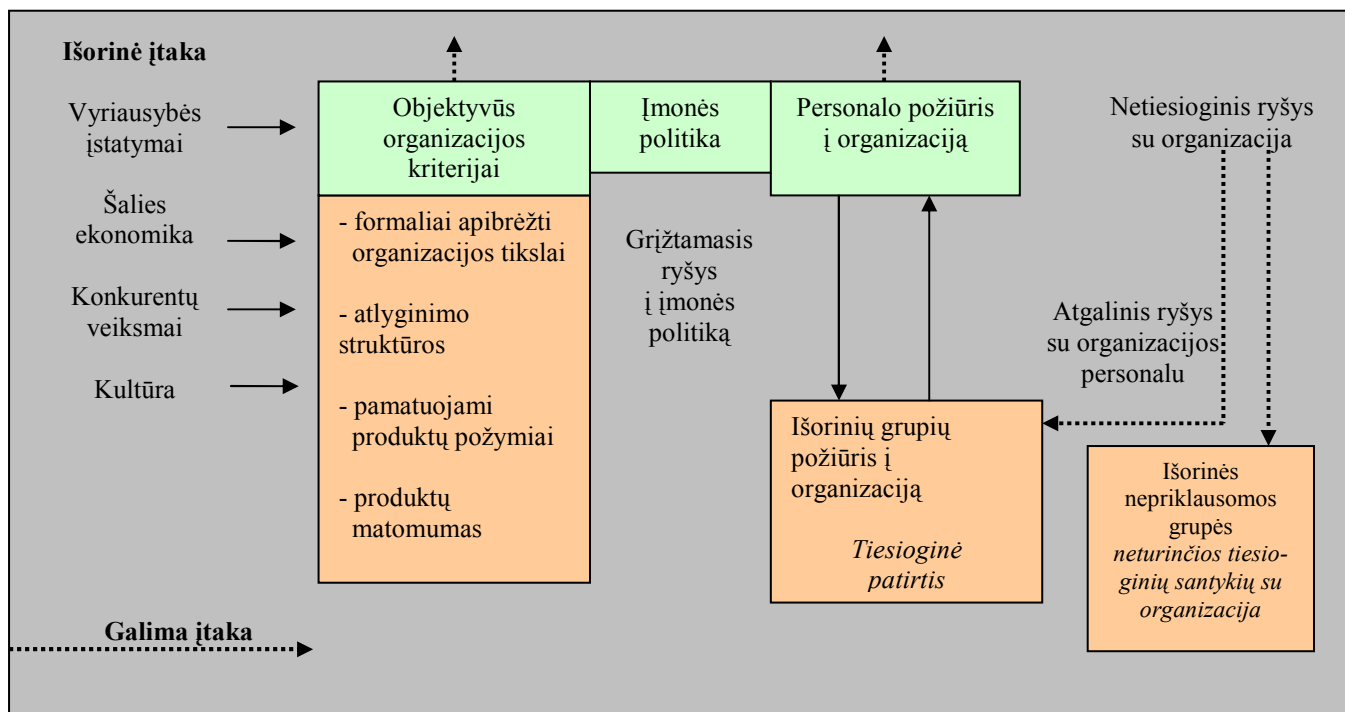 Išorinė įtaka
Vyriausybės
įstatymai
Šalies
ekonomika
Konkurentų
veiksmai
Kultūra
Galima įtaka
Objektyvūs
organizacijos
kriterijai
- formaliai apibrėžti
organizacijos tikslai
- atlyginimo
struktūros
- pamatuojami
produktų požymiai
- produktų
matomumas
Įmonės
politika
Grįžtamasis
ryšys
į įmonės
politiką
Personalo požiūris
į organizaciją
Išorinių grupių
požiūris į
organizaciją
Tiesioginė
patirtis
Netiesioginis ryšys
su organizacija
Atgalinis ryšys
su organizacijos
personalu
Išorinės
nepriklausomos
grupės
neturinčios tiesio-
ginių santykių su
organizacija